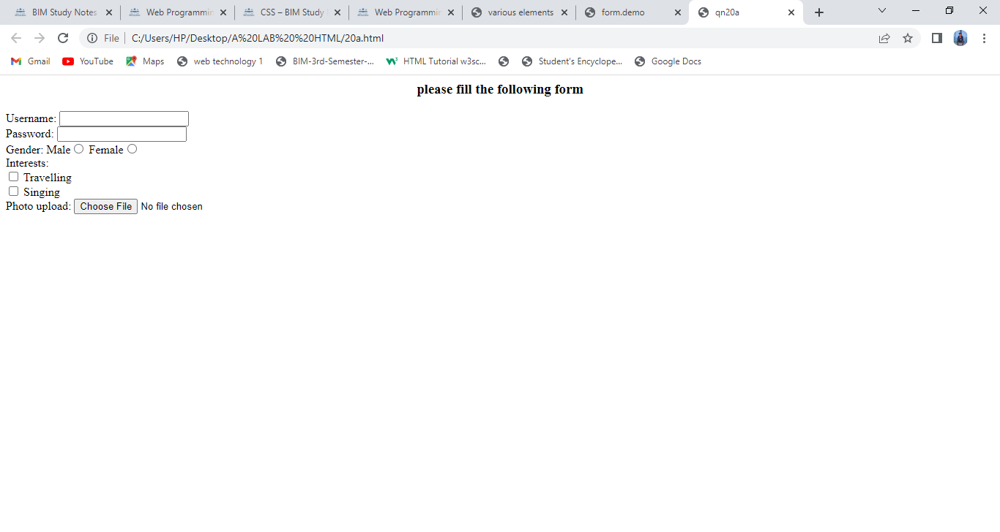 BIM Study Notes Web Programmin CSS – BIM Study Web Programmin various elements form.demo qn20a
File C:/Users/HP/Desktop/A%20LAB%20%20HTML/20a.html
Gmail YouTube Maps web technology 1 BIM-3rd-Semester-... HTML Tutorial w3sc... Student's Encyclope... Google Docs
please fill the following form
Username:
Password:
Gender: Male Female
Interests:
Travelling
Singing
Photo upload: Choose File No file chosen